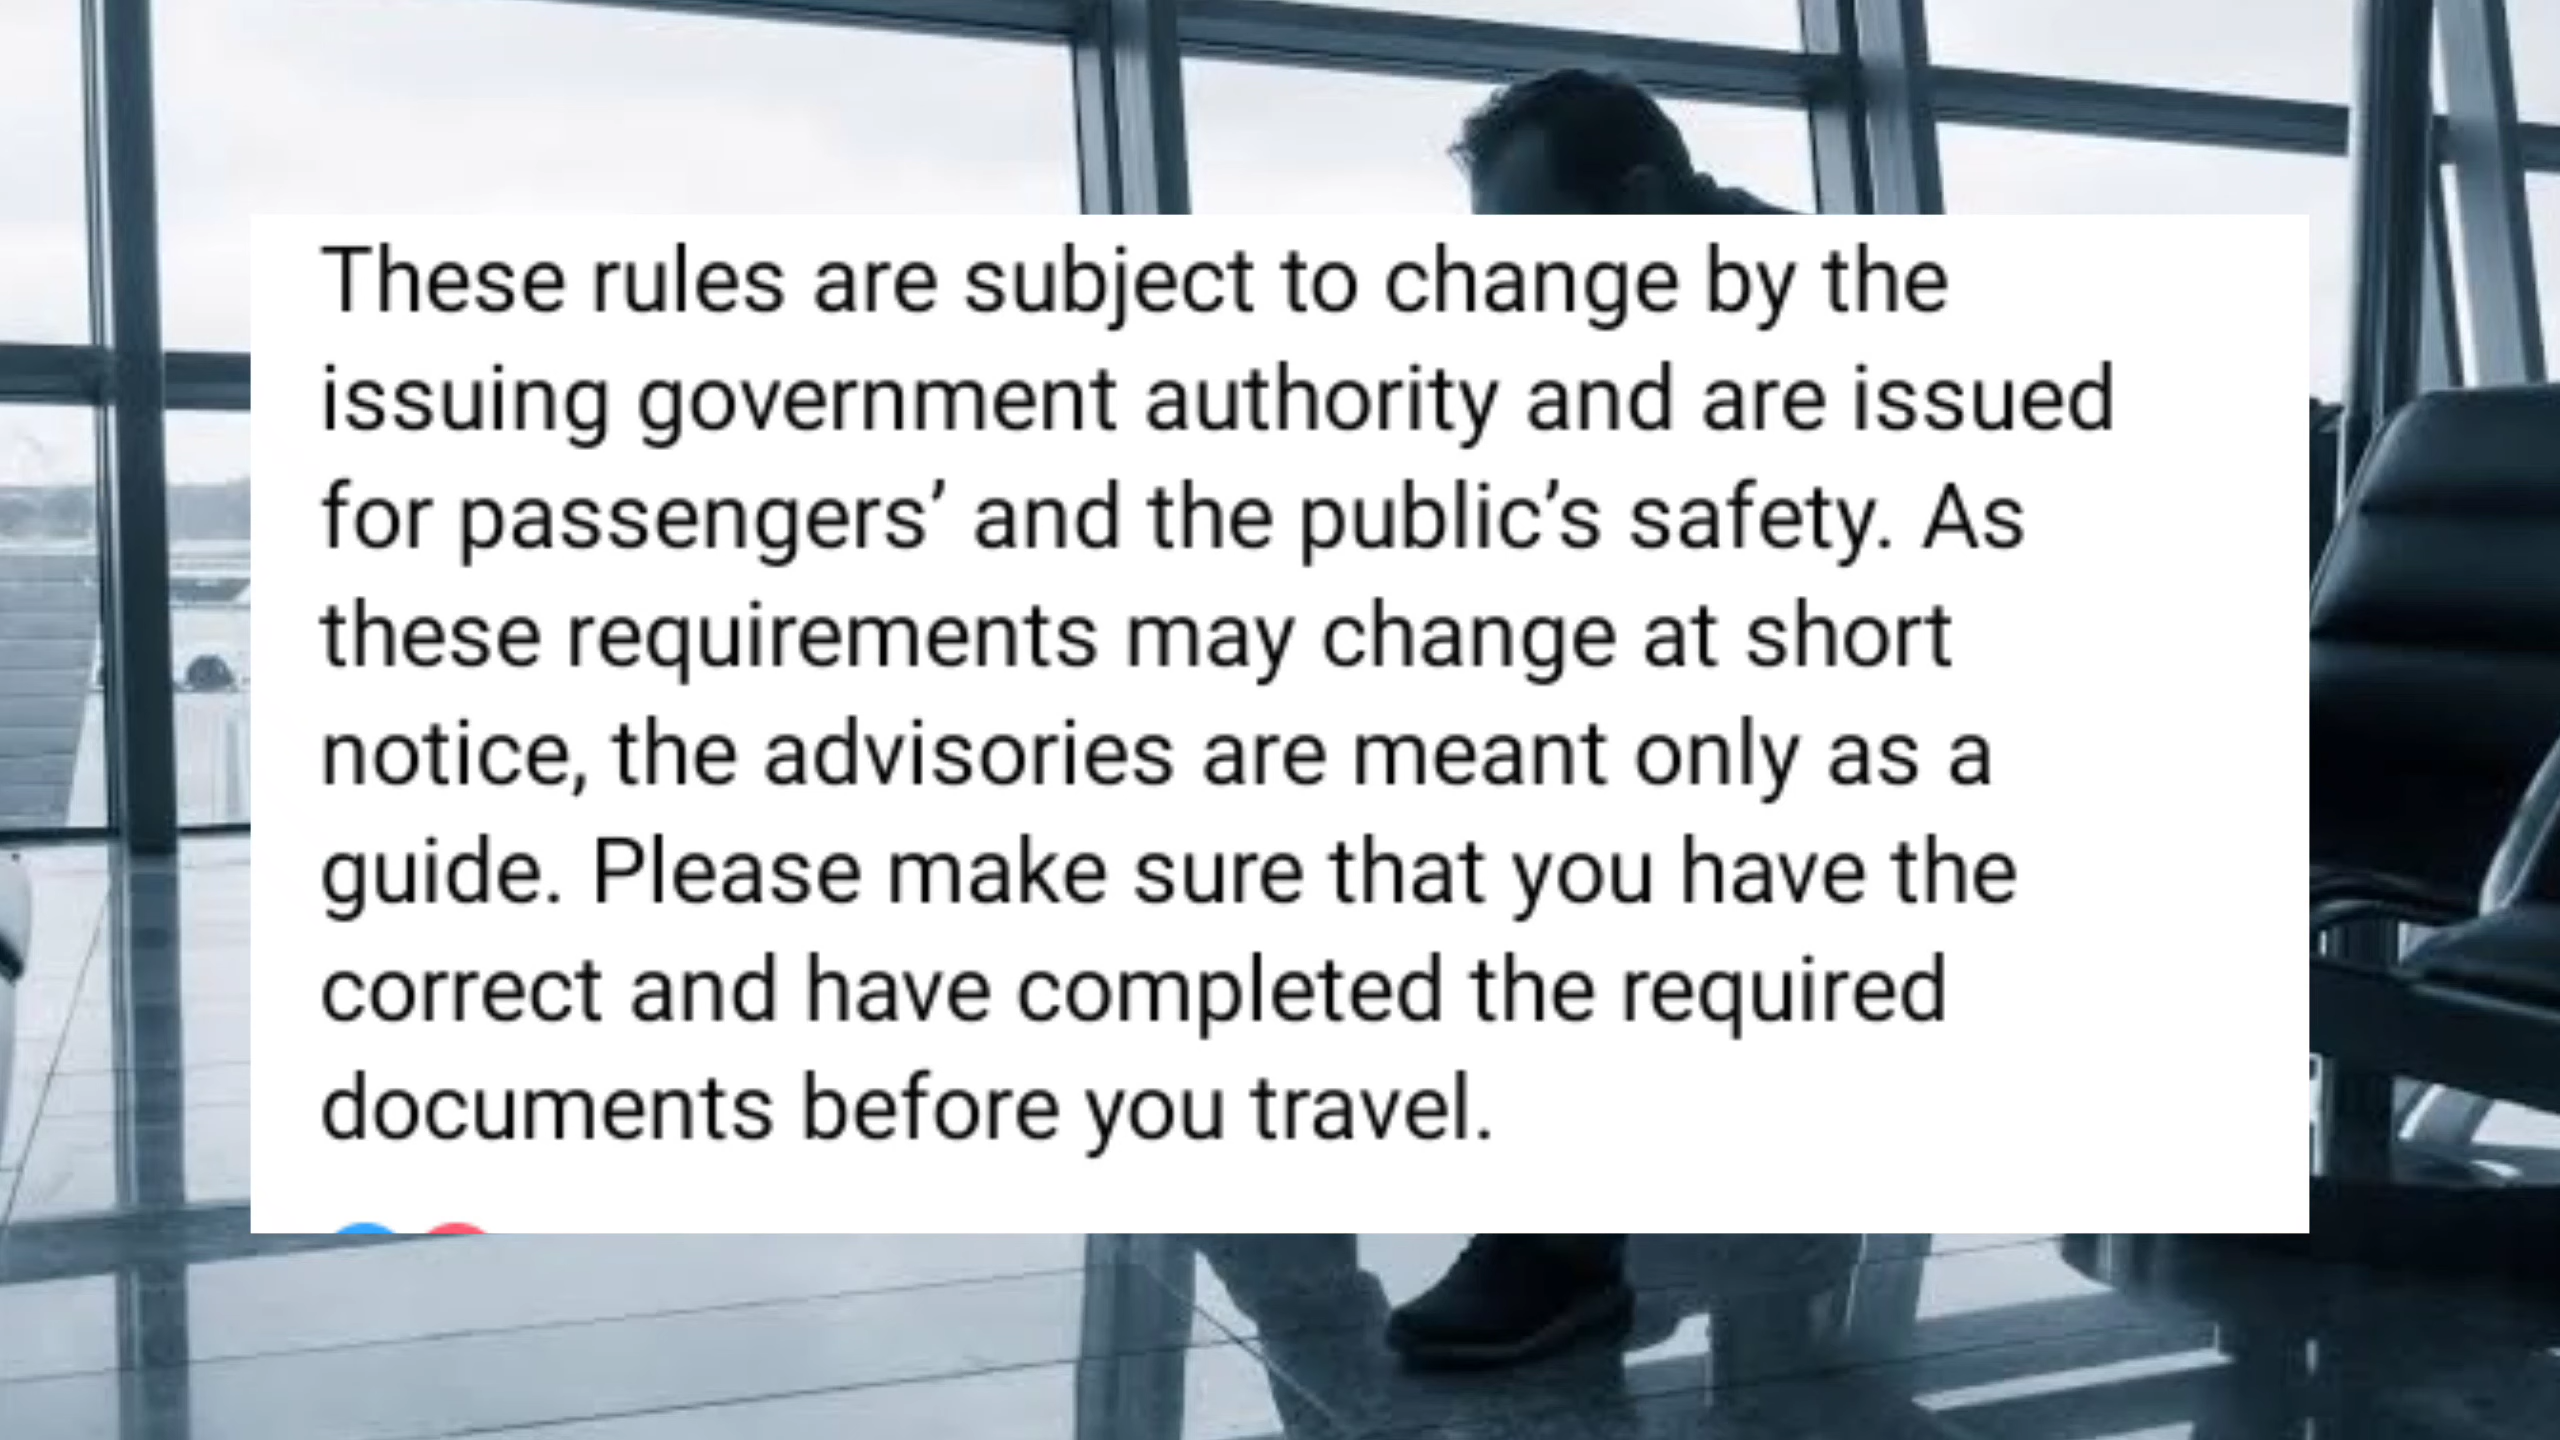 These rules are subject to change by the
issuing government authority and are issued
for passengers’ and the public’s safety. As
these requirements may change at short
notice, the advisories are meant only as a
guide. Please make sure that you have the
correct and have completed the required
documents before you travel.